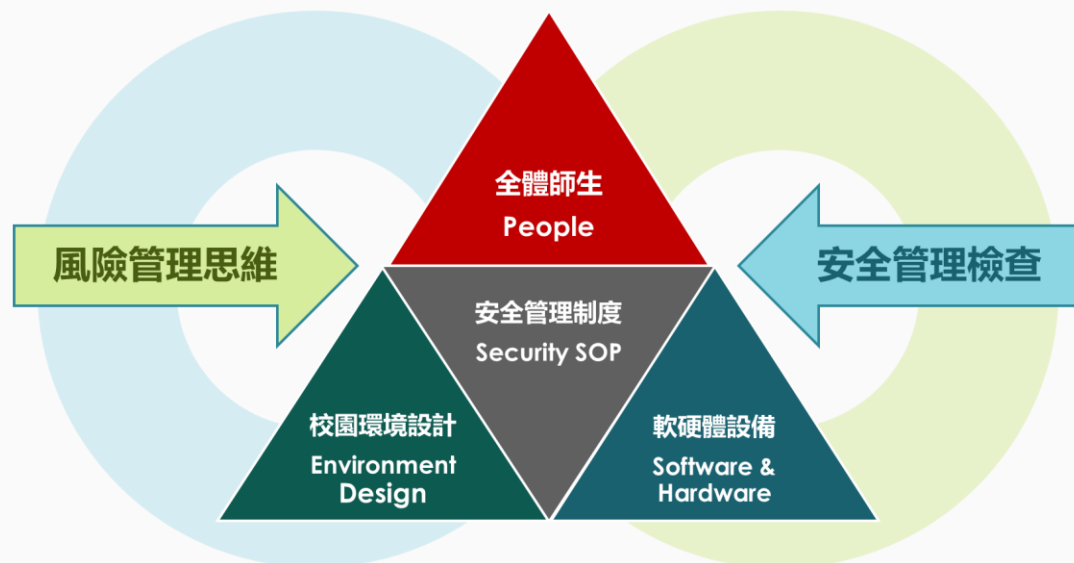 全體師生
People
風險管理思維
安全管理檢查
安全管理制度
Security SOP
校園環境設計
Environment
Design
軟硬體設備
Software &
Hardware